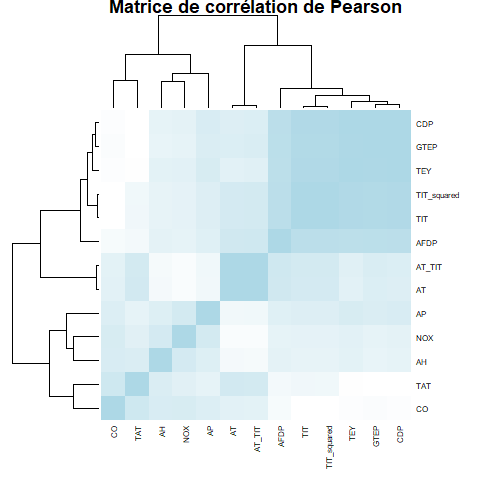 Matrice de corrélation de Pearson
CDP
GTEP
TEY
TIT_squared
TIT
AFDP
AT_TIT
AT
AP
NOX
AH
TAT
CO
CO
TAT
AH
NOX
AP
AT
AT_TIT
AFDP
TIT
TIT_squared
TEY
GTEP
CDP